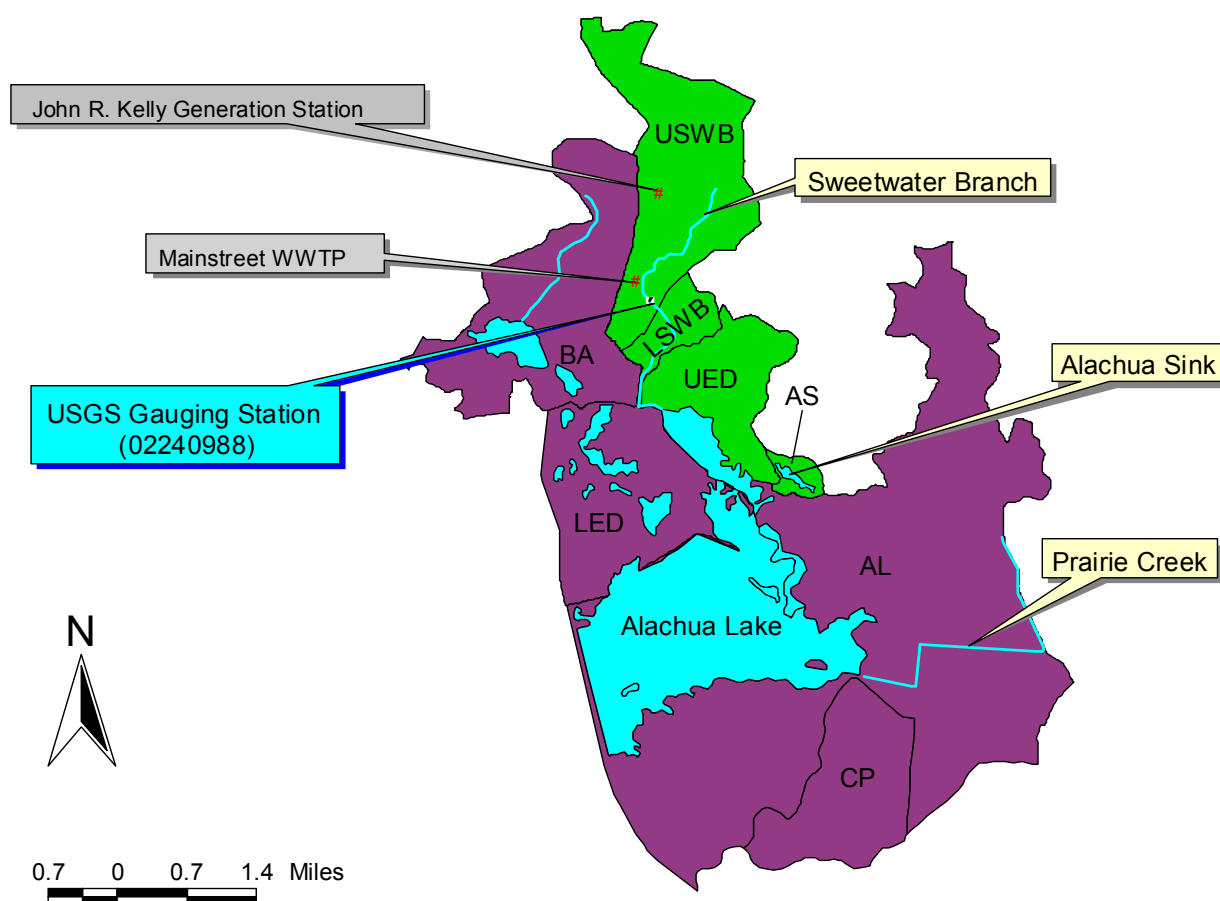 John R. Kelly Generation Station
USWB
Sweetwater Branch
#
Mainstreet WWTP
#
LSWB
BA
UED
Alachua Sink
AS
USGS Gauging Station
(02240988)
LED
AL
Prairie Creek
Alachua Lake
N
CP
0.7 0 0.7 1.4 Miles